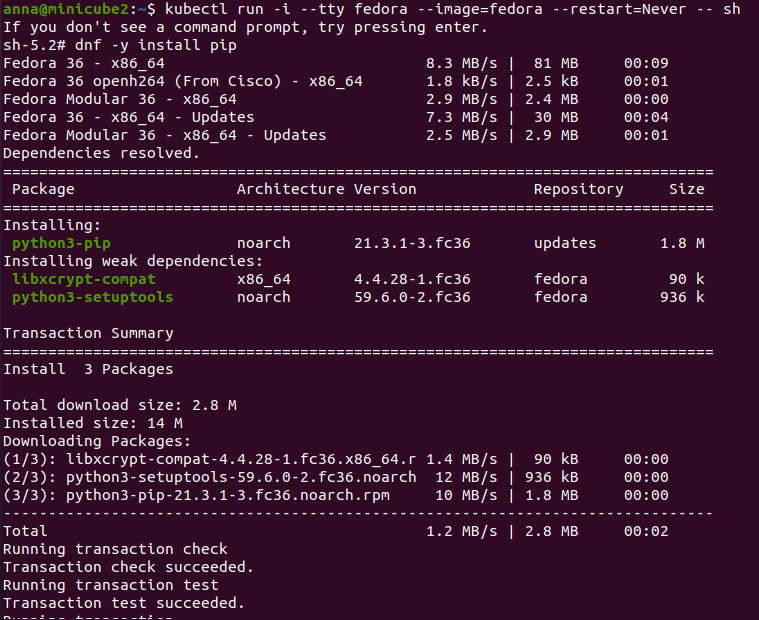 anna@minicube2:~$ kubectl run -i --tty fedora --image=fedora --restart=Never -- sh
If you don't see a command prompt, try pressing enter.
sh-5.2# dnf -y install pip
Fedora 36 - x86_64                             8.3 MB/s |  81 MB     00:09
Fedora 36 openh264 (From Cisco) - x86_64       1.8 kB/s | 2.5 kB     00:01
Fedora Modular 36 - x86_64                     2.9 MB/s | 2.4 MB     00:00
Fedora 36 - x86_64 - Updates                   7.3 MB/s |  30 MB     00:04
Fedora Modular 36 - x86_64 - Updates           2.5 MB/s | 2.9 MB     00:01
Dependencies resolved.
===============================================================================
 Package                  Architecture Version             Repository     Size
===============================================================================
Installing:
 python3-pip              noarch       21.3.1-3.fc36       updates       1.8 M
Installing weak dependencies:
 libxcrypt-compat         x86_64       4.4.28-1.fc36       fedora         90 k
 python3-setuptools       noarch       59.6.0-2.fc36       fedora        936 k

Transaction Summary
===============================================================================
Install  3 Packages

Total download size: 2.8 M
Installed size: 14 M
Downloading Packages:
(1/3): libxcrypt-compat-4.4.28-1.fc36.x86_64.r 1.4 MB/s |  90 kB     00:00
(2/3): python3-setuptools-59.6.0-2.fc36.noarch  12 MB/s | 936 kB     00:00
(3/3): python3-pip-21.3.1-3.fc36.noarch.rpm     10 MB/s | 1.8 MB     00:00
-------------------------------------------------------------------------------
Total                                          1.2 MB/s | 2.8 MB     00:02
Running transaction check
Transaction check succeeded.
Running transaction test
Transaction test succeeded.
Running transaction